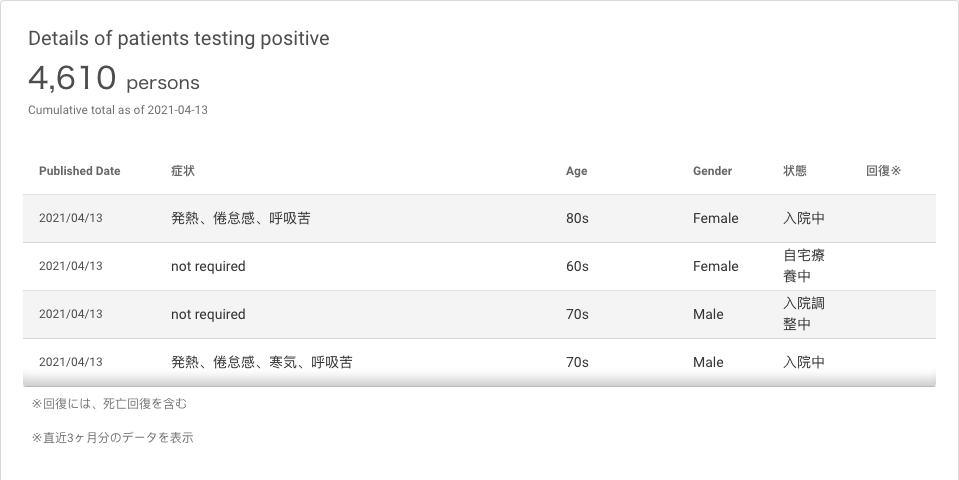 Details of patients testing positive
4,610 persons
Cumulative total as of 2021-04-13
Published Date 症状 Age Gender 状態 回復※
2021/04/13 発熱、倦怠感、呼吸苦 80s Female 入院中
2021/04/13 not required 60s Female 自宅療
養中
2021/04/13 not required 70s Male 入院調
整中
2021/04/13 発熱、倦怠感、寒気、呼吸苦 70s Male 入院中
※回復には、死亡回復を含む
※直近3ヶ月分のデータを表示